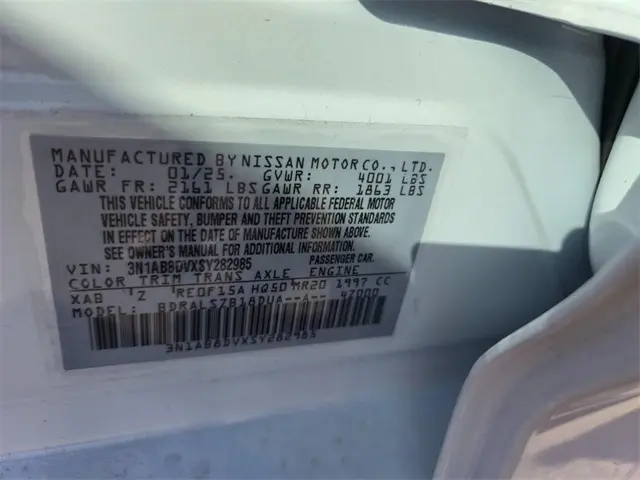 MANUFACTURED BY NISSAN MOTOR CO., LTD.
DATE: 01/25. GVWR: 4001 LBS
GAWR FR: 2161 LBS GAWR RR: 1863 LBS
THIS VEHICLE CONFORMS TO ALL APPLICABLE FEDERAL MOTOR
VEHICLE SAFETY, BUMPER AND THEFT PREVENTION STANDARDS
IN EFFECT ON THE DATE OF MANUFACTURE SHOWN ABOVE.
SEE OWNER'S MANUAL FOR ADDITIONAL INFORMATION.
VIN: 3N1AB8DVXSY282985 PASSENGER CAR.
COLOR TRIM TRANS AXLE ENGINE
XAB Z RE0F15A HQ50 MR20 1997 CC
MODEL: BDRALSZB18DUA--A-- 4Z000
3N1AB8DVXSY282985